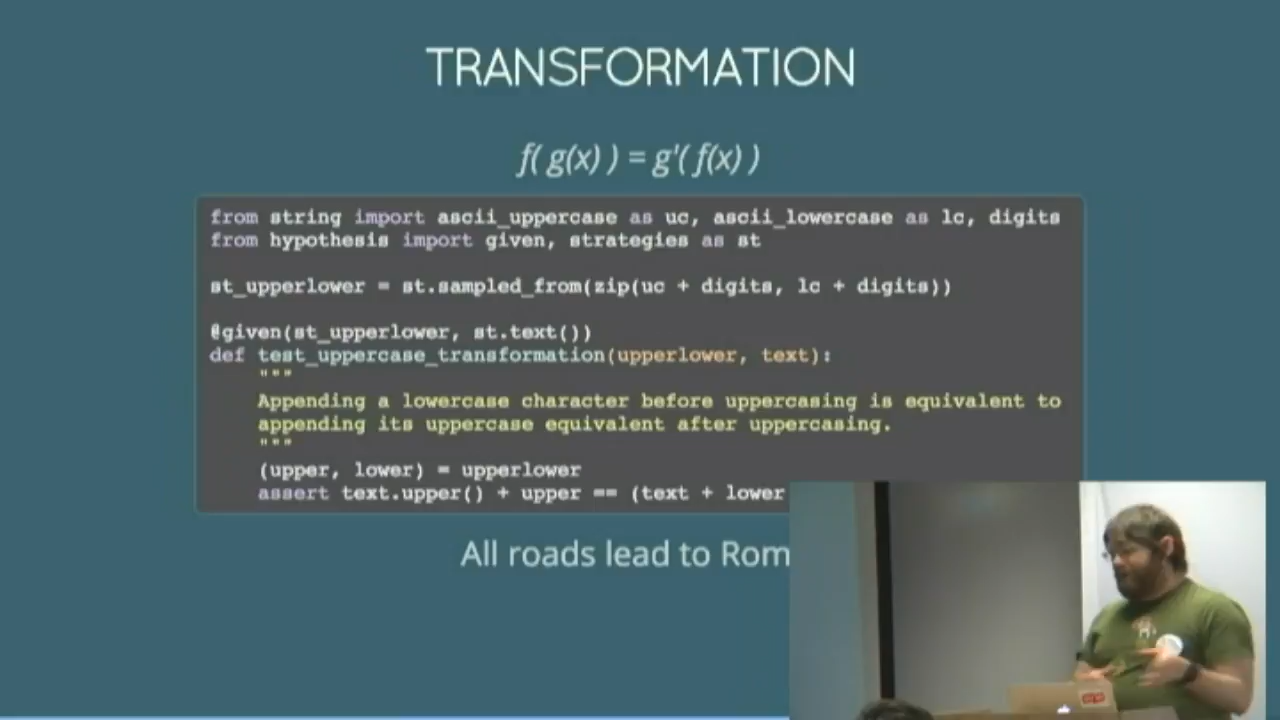 TRANSFORMATION
f( g(x) ) = g'( f(x) )
from string import ascii_uppercase as uc, ascii_lowercase as lc, digits
from hypothesis import given, strategies as st
st_upperlower = st.sampled_from(zip(uc + digits, lc + digits))
@given(st_upperlower, st.text())
def test_uppercase_transformation(upperlower, text):
"""
Appending a lowercase character before uppercasing is equivalent to
appending its uppercase equivalent after uppercasing.
"""
(upper, lower) = upperlower
assert text.upper() + upper == (text + lower
All roads lead to Rom